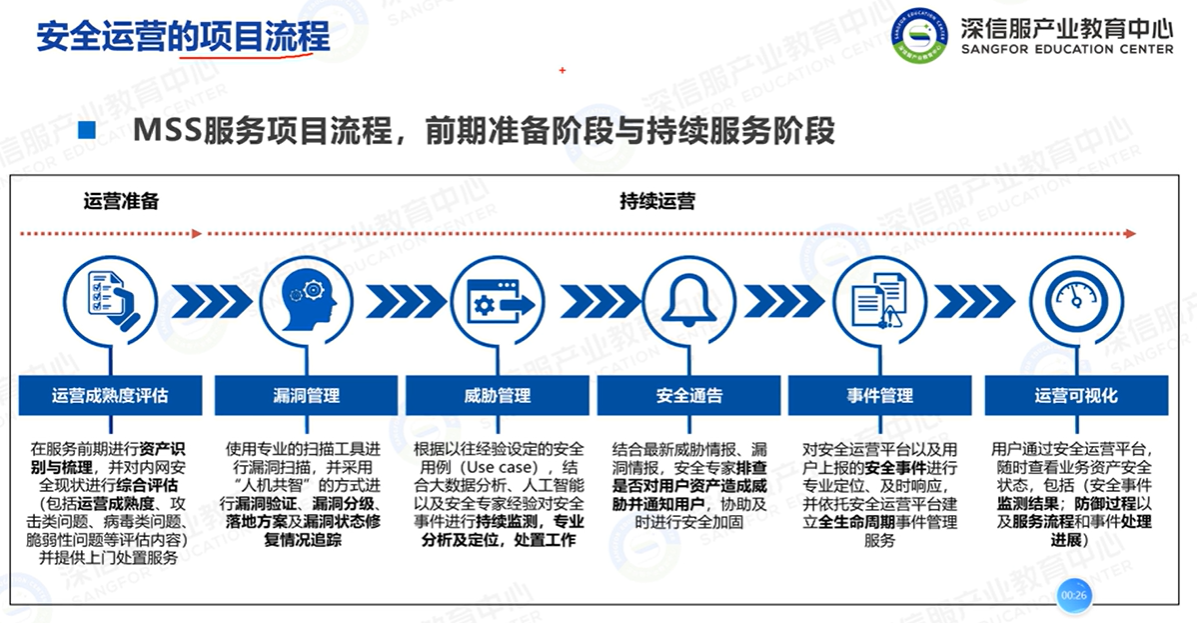 安全运营的项目流程
深信服产业教育中心
SANGFOR EDUCATION CENTER
MSS服务项目流程，前期准备阶段与持续服务阶段
运营准备
持续运营
运营成熟度评估
在服务前期进行资产识
别与梳理，并对内网安
全现状进行综合评估
（包括运营成熟度、攻
击类问题、病毒类问题、
脆弱性问题等评估内容）
并提供上门处置服务
漏洞管理
使用专业的扫描工具进
行漏洞扫描，并采用
“人机共智”的方式进
行漏洞验证、漏洞分级、
落地方案及漏洞状态修
复情况追踪
威胁管理
根据以往经验设定的安全
用例（Use case），结
合大数据分析、人工智能
以及安全专家经验对安全
事件进行持续监测，专业
分析及定位，处置工作
安全通告
结合最新威胁情报、漏
洞情报，安全专家排查
是否对用户资产造成威
胁并通知用户，协助及
时进行安全加固
事件管理
对安全运营平台以及用
户上报的安全事件进行
专业定位、及时响应，
并依托安全运营平台建
立全生命周期事件管理
服务
运营可视化
用户通过安全运营平台，
随时查看业务资产安全
状态，包括（安全事件
监测结果；防御过程以
及服务流程和事件处理
进展）
00:26